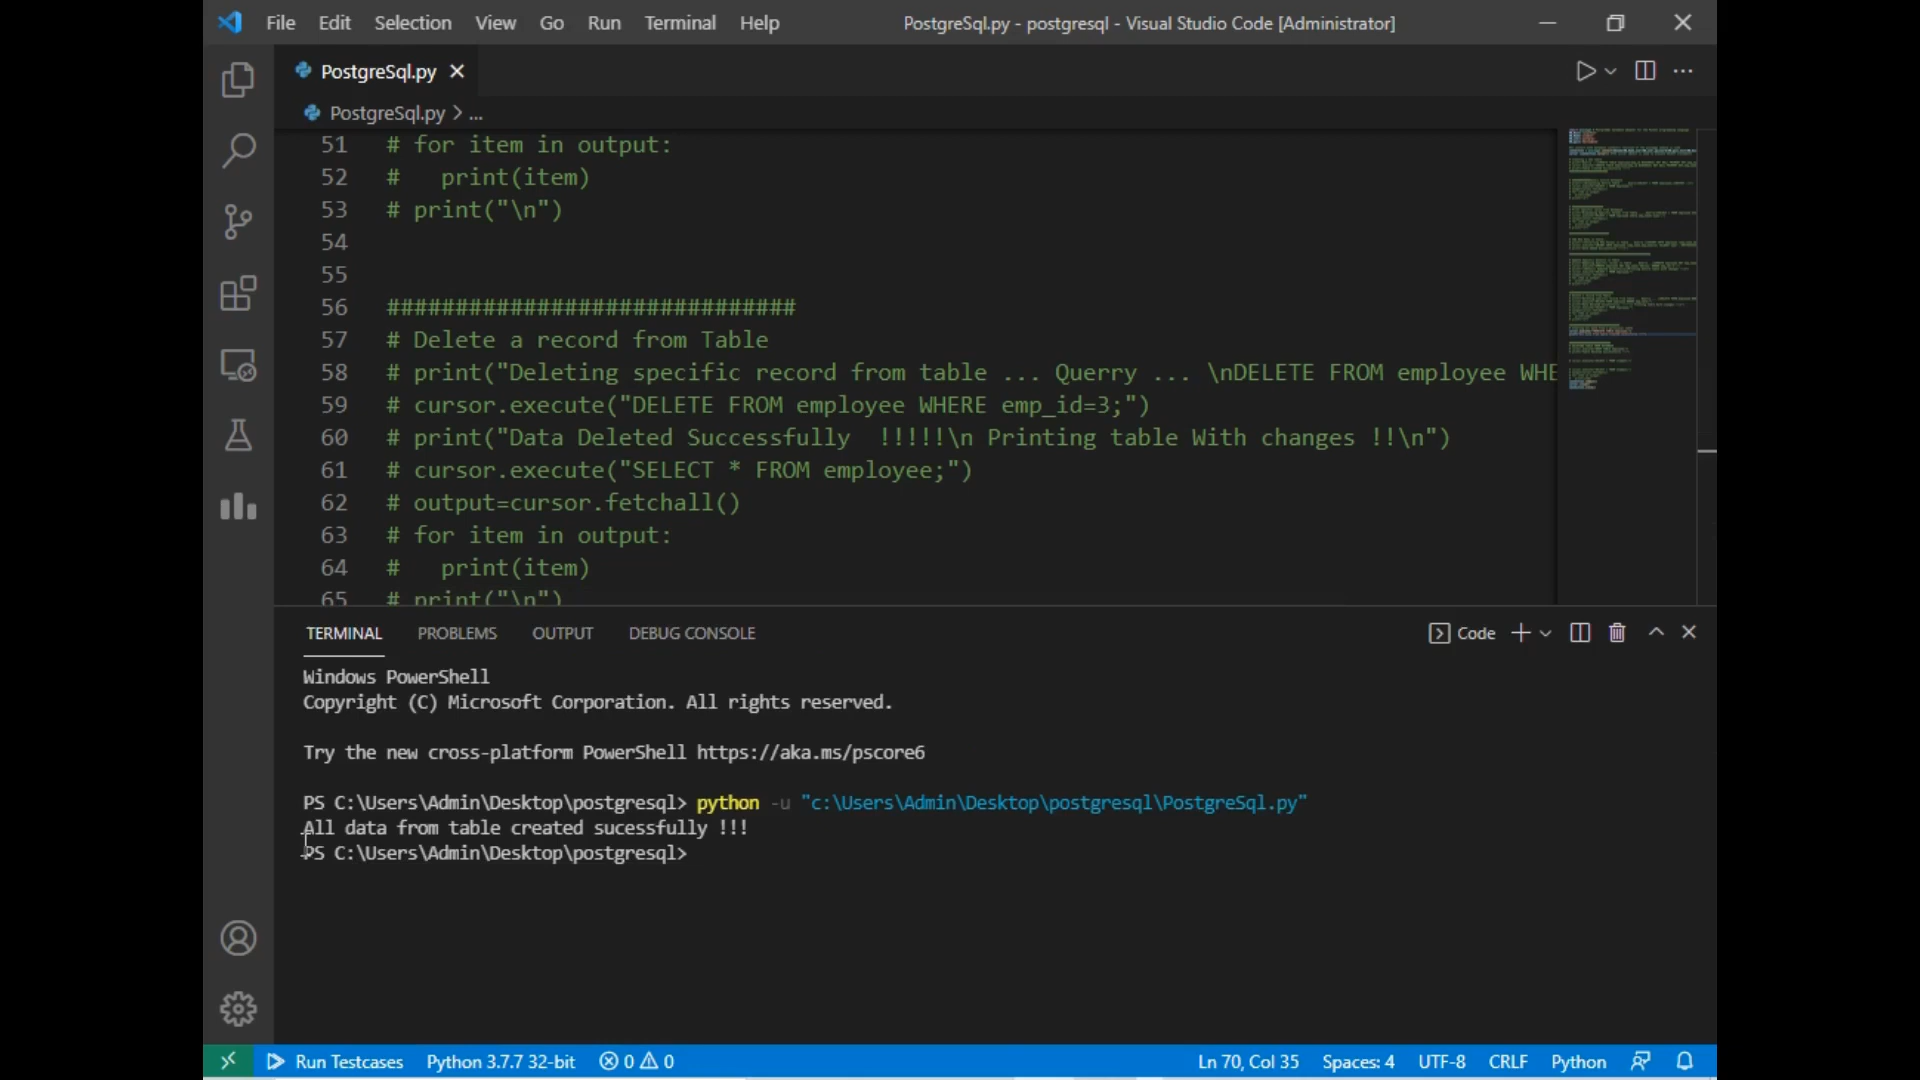 File Edit Selection View Go Run Terminal Help PostgreSql.py - postgresql - Visual Studio Code [Administrator]
PostgreSql.py
PostgreSql.py > ...
51 # for item in output:
52 #   print(item)
53 # print("\n")
54
55
56 ##############################
57 # Delete a record from Table
58 # print("Deleting specific record from table ... Querry ... \nDELETE FROM employee WHE
59 # cursor.execute("DELETE FROM employee WHERE emp_id=3;")
60 # print("Data Deleted Successfully  !!!!!\n Printing table With changes !!\n")
61 # cursor.execute("SELECT * FROM employee;")
62 # output=cursor.fetchall()
63 # for item in output:
64 #   print(item)
65 # print("\n")
TERMINAL PROBLEMS OUTPUT DEBUG CONSOLE Code
Windows PowerShell
Copyright (C) Microsoft Corporation. All rights reserved.
Try the new cross-platform PowerShell https://aka.ms/pscore6
PS C:\Users\Admin\Desktop\postgresql> python -u "c:\Users\Admin\Desktop\postgresql\PostgreSql.py"
All data from table created sucessfully !!!
PS C:\Users\Admin\Desktop\postgresql>
Run Testcases Python 3.7.7 32-bit 0 0 Ln 70, Col 35 Spaces: 4 UTF-8 CRLF Python